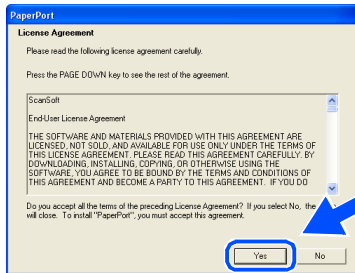 PaperPort
License Agreement
Please read the following license agreement carefully.
Press the PAGE DOWN key to see the rest of the agreement.
ScanSoft
End-User License Agreement
THE SOFTWARE AND MATERIALS PROVIDED WITH THIS AGREEMENT ARE
LICENSED, NOT SOLD, AND AVAILABLE FOR USE ONLY UNDER THE TERMS OF
THIS LICENSE AGREEMENT. PLEASE READ THIS AGREEMENT CAREFULLY. BY
DOWNLOADING, INSTALLING, COPYING, OR OTHERWISE USING THE
SOFTWARE, YOU AGREE TO BE BOUND BY THE TERMS AND CONDITIONS OF
THIS AGREEMENT AND BECOME A PARTY TO THIS AGREEMENT. IF YOU DO
Do you accept all the terms of the preceding License Agreement? If you select No, the
will close. To install "PaperPort", you must accept this agreement.
Yes
No